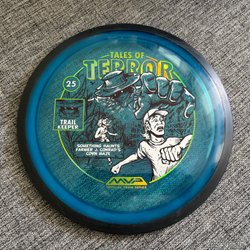 TALES OF
TERROR
25
TRAIL
KEEPER
SOMETHING HAUNTS
FARMER J. CONRAD'S
CORN MAZE
MVP